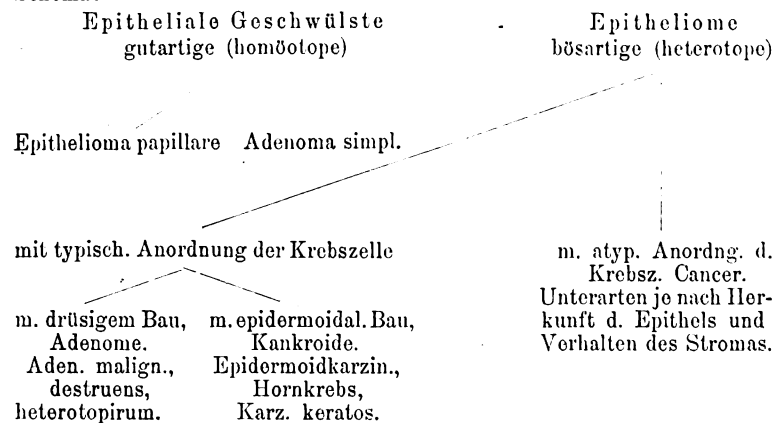 Epitheliale Geschwülste Epitheliome
gutartige (homöotope) bösartige (heterotope)
Epithelioma papillare Adenoma simpl.
mit typisch. Anordnung der Krebszelle
m. atyp. Anordng. d.
Krebsz. Cancer.
Unterarten je nach Her-
kunft d. Epithels und
Verhalten des Stromas.
m. drüsigem Bau,
Adenome.
Aden. malign.,
destruens,
heterotopirum.
m. epidermoidal. Bau,
Kankroide.
Epidermoidkarzin.,
Hornkrebs,
Karz. keratos.